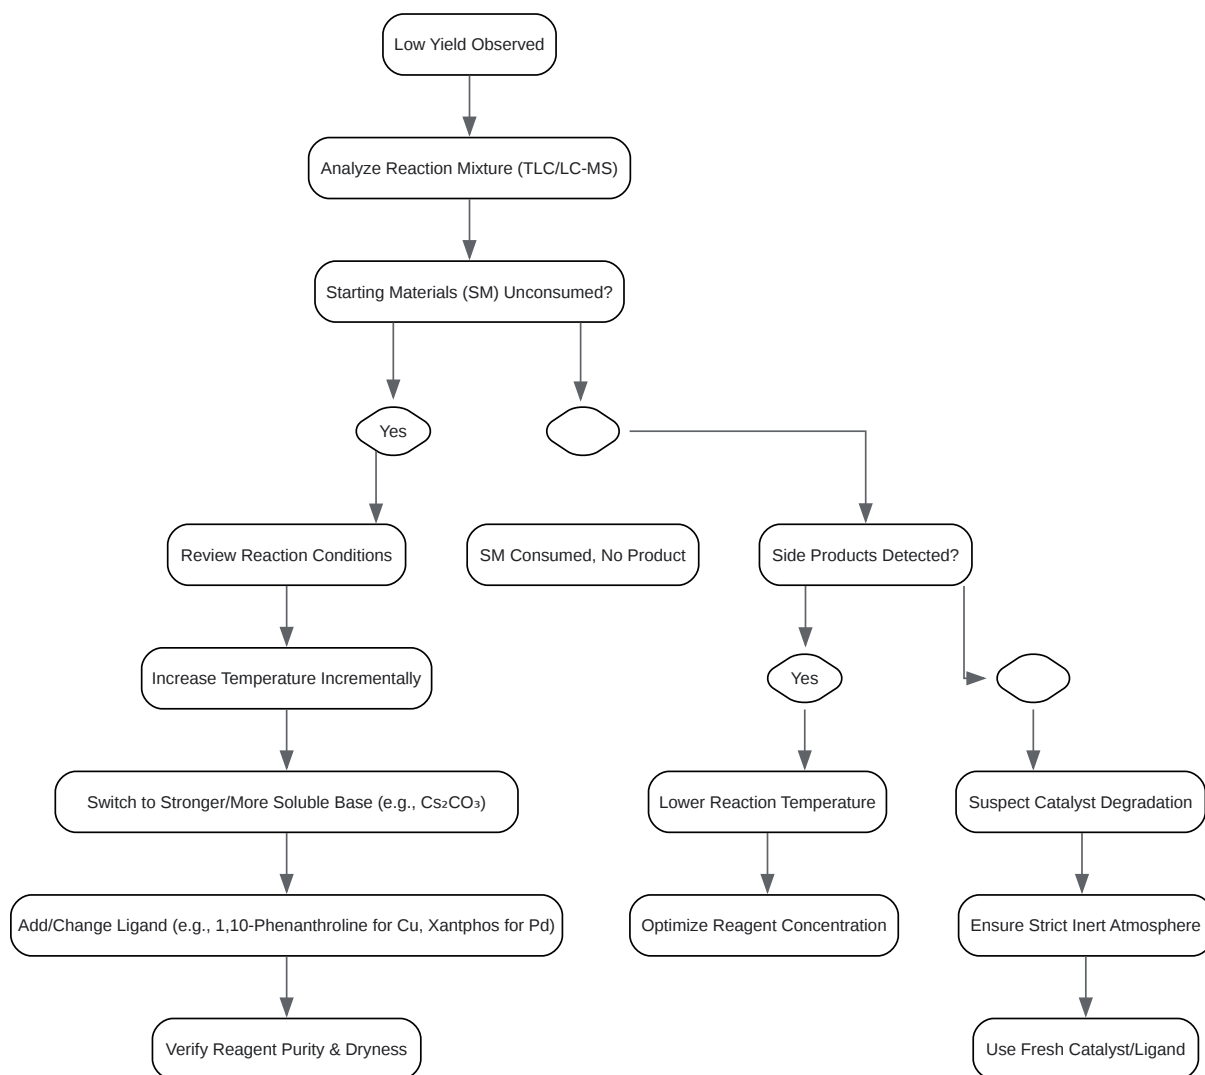 Low Yield Observed
Analyze Reaction Mixture (TLC/LC-MS)
Starting Materials (SM) Unconsumed?
Yes
Review Reaction Conditions
SM Consumed, No Product
Side Products Detected?
Increase Temperature Incrementally
Yes
Switch to Stronger/More Soluble Base (e.g., Cs₂CO₃)
Lower Reaction Temperature
Suspect Catalyst Degradation
Add/Change Ligand (e.g., 1,10-Phenanthroline for Cu, Xantphos for Pd)
Optimize Reagent Concentration
Ensure Strict Inert Atmosphere
Verify Reagent Purity & Dryness
Use Fresh Catalyst/Ligand